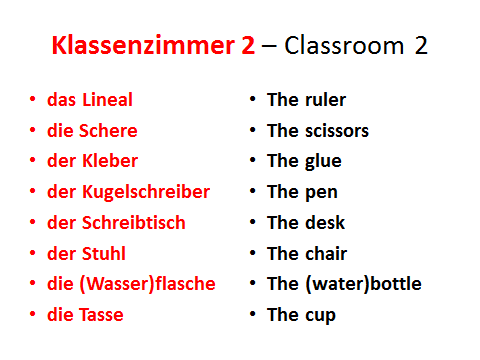 Klassenzimmer 2 – Classroom 2
• das Lineal
• die Schere
• der Kleber
• der Kugelschreiber
• der Schreibtisch
• der Stuhl
• die (Wasser)flasche
• die Tasse
• The ruler
• The scissors
• The glue
• The pen
• The desk
• The chair
• The (water)bottle
• The cup